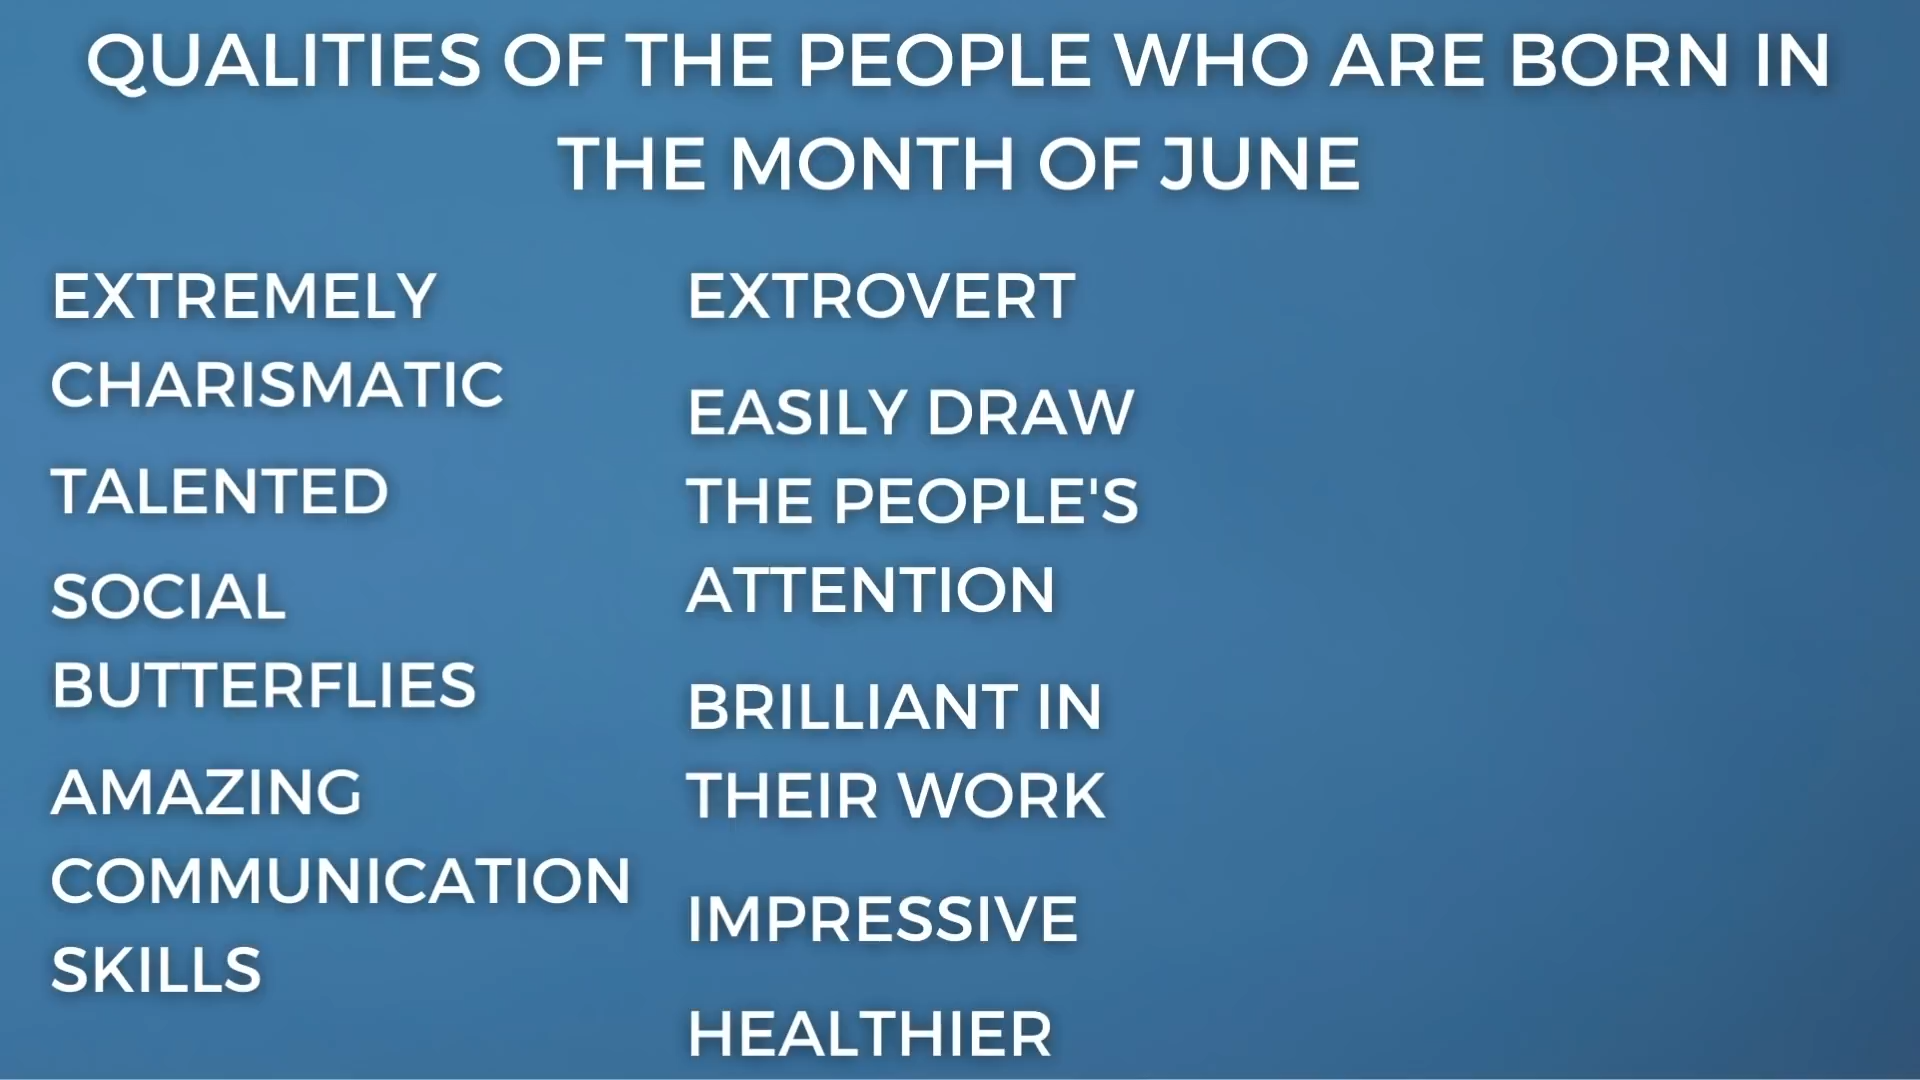 QUALITIES OF THE PEOPLE WHO ARE BORN IN
THE MONTH OF JUNE
EXTREMELY
CHARISMATIC
TALENTED
SOCIAL
BUTTERFLIES
AMAZING
COMMUNICATION
SKILLS
EXTROVERT
EASILY DRAW
THE PEOPLE'S
ATTENTION
BRILLIANT IN
THEIR WORK
IMPRESSIVE
HEALTHIER